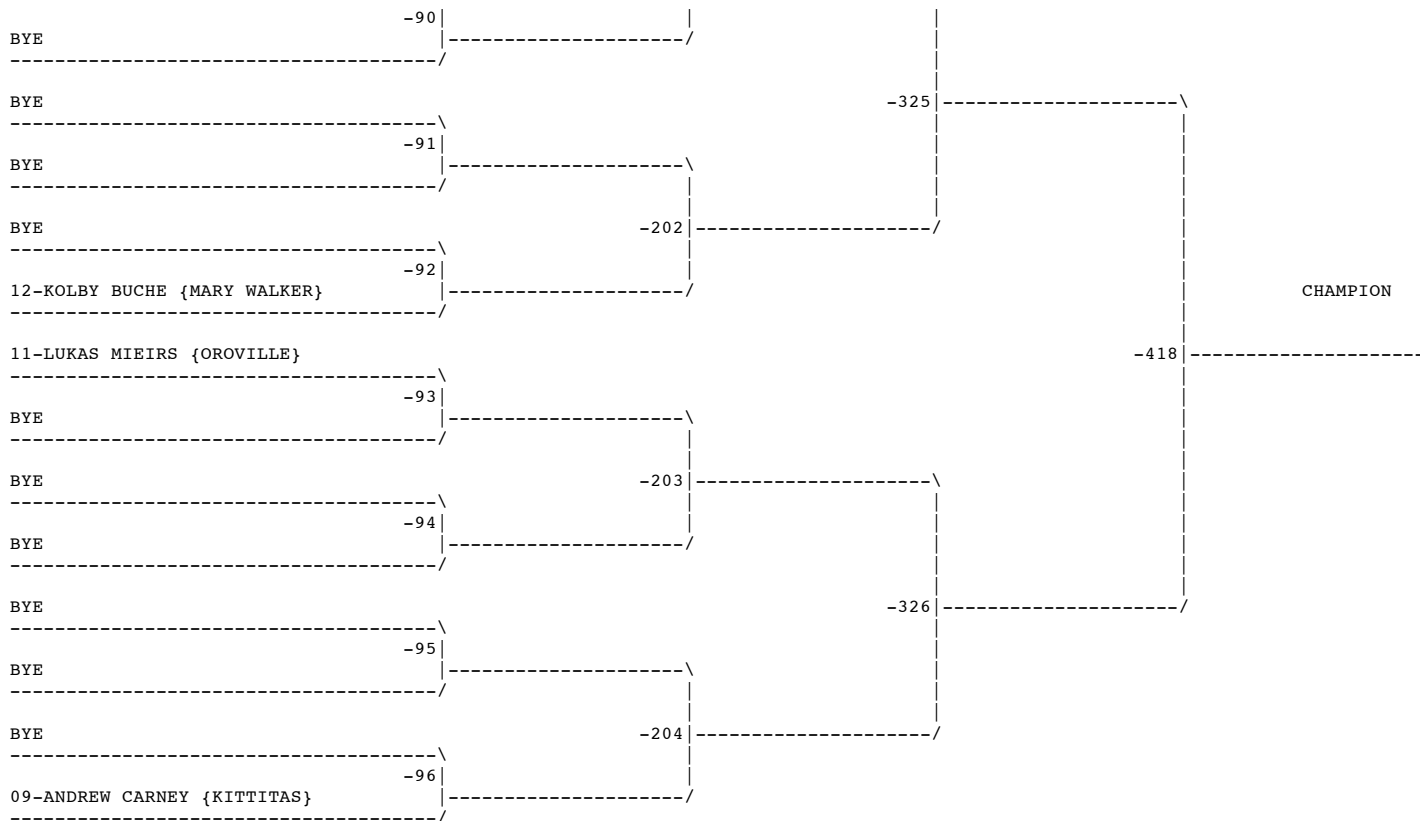 -90
BYE
BYE -325
-91
BYE
BYE -202
-92
12-KOLBY BUCHE {MARY WALKER} CHAMPION
11-LUKAS MIEIRS {OROVILLE} -418
-93
BYE
BYE -203
-94
BYE
BYE -326
-95
BYE
BYE -204
-96
09-ANDREW CARNEY {KITTITAS}